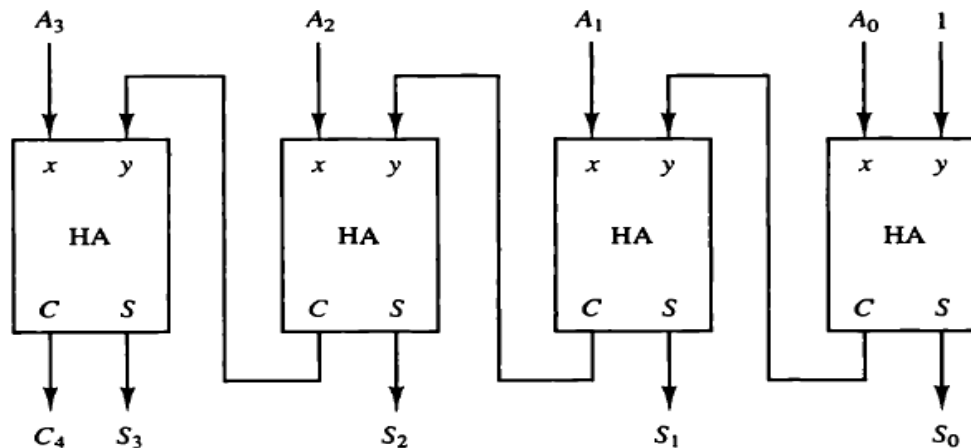 A₃ A₂ A₁ A₀ 1
x y x y x y x y
HA HA HA HA
C S C S C S C S
C₄ S₃ S₂ S₁ S₀